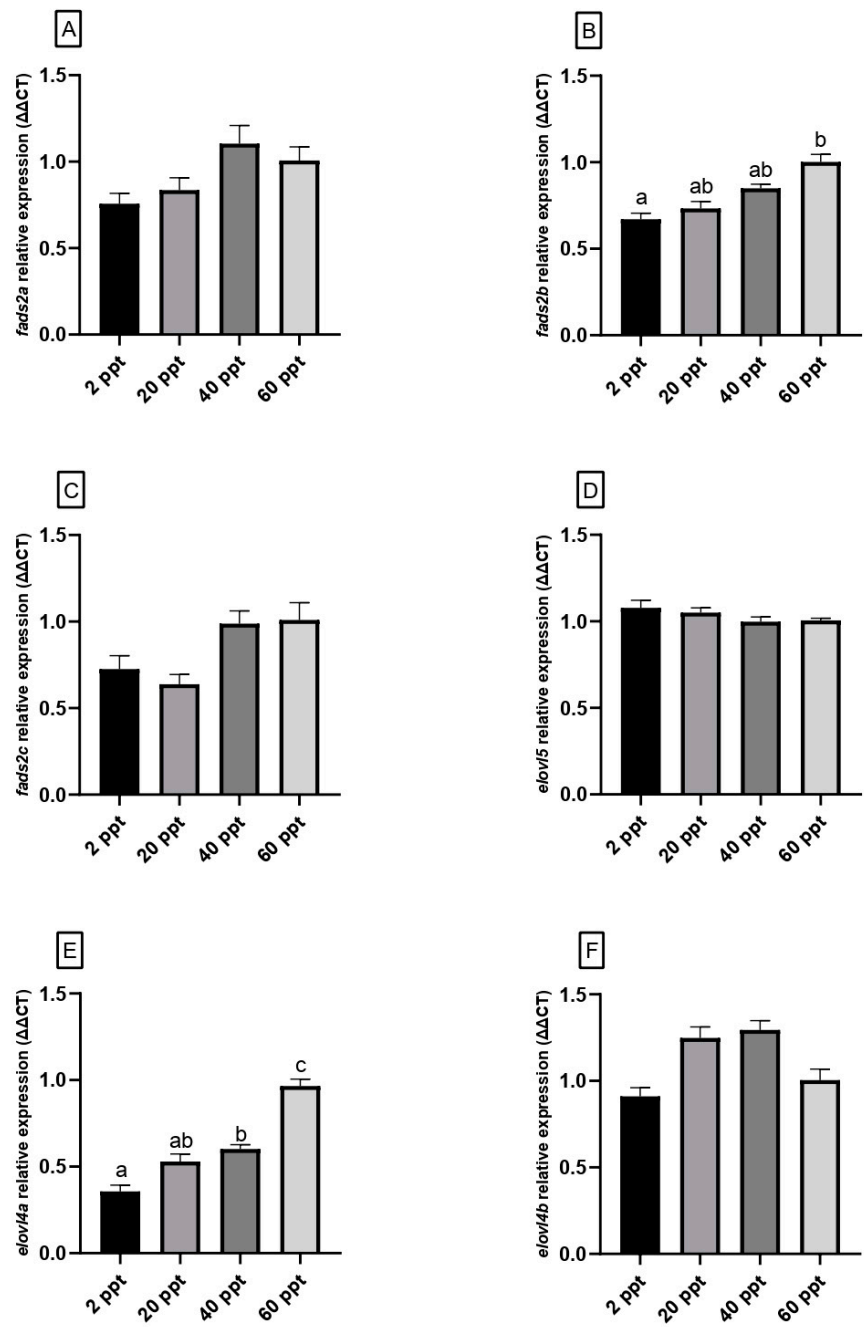 A
fads2a relative expression (ΔΔCT)
1.5
1.0
0.5
0.0
2 ppt
20 ppt
40 ppt
60 ppt
B
fads2b relative expression (ΔΔCT)
1.5
1.0
0.5
0.0
a
ab
ab
b
2 ppt
20 ppt
40 ppt
60 ppt
C
fads2c relative expression (ΔΔCT)
1.5
1.0
0.5
0.0
2 ppt
20 ppt
40 ppt
60 ppt
D
elovl5 relative expression (ΔΔCT)
1.5
1.0
0.5
0.0
2 ppt
20 ppt
40 ppt
60 ppt
E
elovl4a relative expression (ΔΔCT)
1.5
1.0
0.5
0.0
a
ab
b
c
2 ppt
20 ppt
40 ppt
60 ppt
F
elovl4b relative expression (ΔΔCT)
1.5
1.0
0.5
0.0
2 ppt
20 ppt
40 ppt
60 ppt